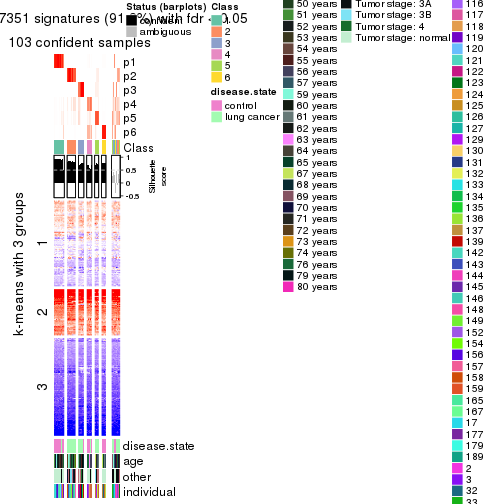 7351 signatures (91. %) with fdr < 0.05
103 confident samples
k-means with 3 groups
1
2
3
p1
p2
p3
p4
p5
p6
Class
1
0.5
0
-0.5
Silhouette
score
disease.state
age
other
individual
Status (barplots)
confident
ambiguous
Class
1
2
3
4
5
6
disease.state
control
lung cancer
50 years
51 years
52 years
53 years
54 years
55 years
56 years
57 years
59 years
60 years
61 years
62 years
63 years
64 years
65 years
67 years
68 years
69 years
70 years
71 years
72 years
73 years
74 years
76 years
79 years
80 years
Tumor stage: 3A
Tumor stage: 3B
Tumor stage: 4
Tumor stage: normal
116
117
118
119
120
121
122
123
124
125
126
127
129
130
131
132
133
134
135
136
137
139
142
143
144
145
146
148
149
152
154
156
157
158
159
165
167
17
177
179
189
2
3
32
33